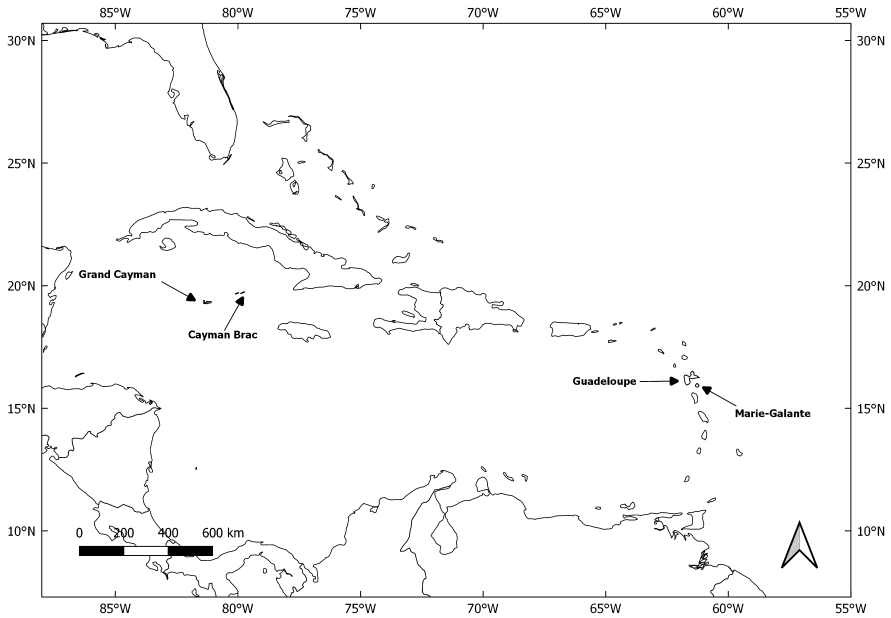 85°W 80°W 75°W 70°W 65°W 60°W 55°W
30°N 30°N
25°N 25°N
Grand Cayman
20°N 20°N
Cayman Brac
Guadeloupe
15°N 15°N
Marie-Galante
10°N 10°N
0 200 400 600 km
85°W 80°W 75°W 70°W 65°W 60°W 55°W